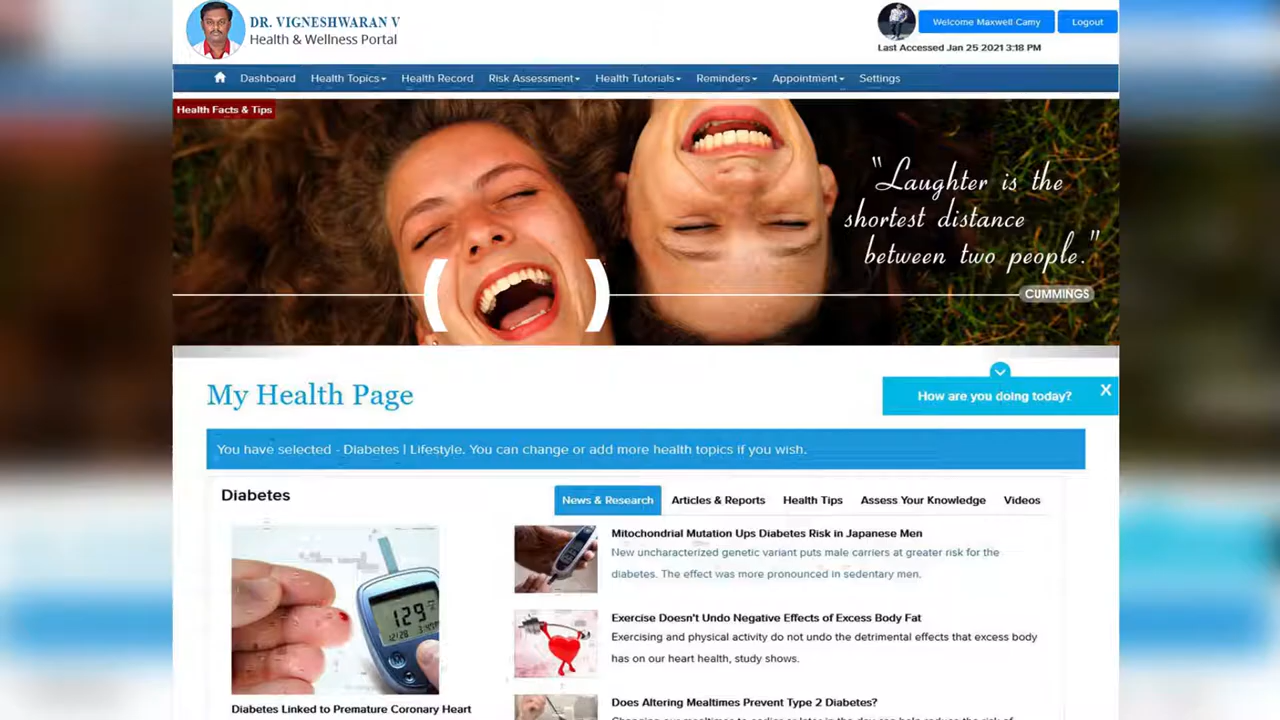 DR. VIGNESHWARAN V
Health & Wellness Portal
Welcome Maxwell Camy
Logout
Last Accessed Jan 25 2021 3:18 PM
Dashboard
Health Topics
Health Record
Risk Assessment
Health Tutorials
Reminders
Appointment
Settings
Health Facts & Tips
"Laughter is the
shortest distance
between two people."
CUMMINGS
My Health Page
How are you doing today?
X
You have selected - Diabetes | Lifestyle. You can change or add more health topics if you wish.
Diabetes
News & Research
Articles & Reports
Health Tips
Assess Your Knowledge
Videos
129
Diabetes Linked to Premature Coronary Heart
Mitochondrial Mutation Ups Diabetes Risk in Japanese Men
New uncharacterized genetic variant puts male carriers at greater risk for the
diabetes. The effect was more pronounced in sedentary men.
Exercise Doesn't Undo Negative Effects of Excess Body Fat
Exercising and physical activity do not undo the detrimental effects that excess body
has on our heart health, study shows.
Does Altering Mealtimes Prevent Type 2 Diabetes?